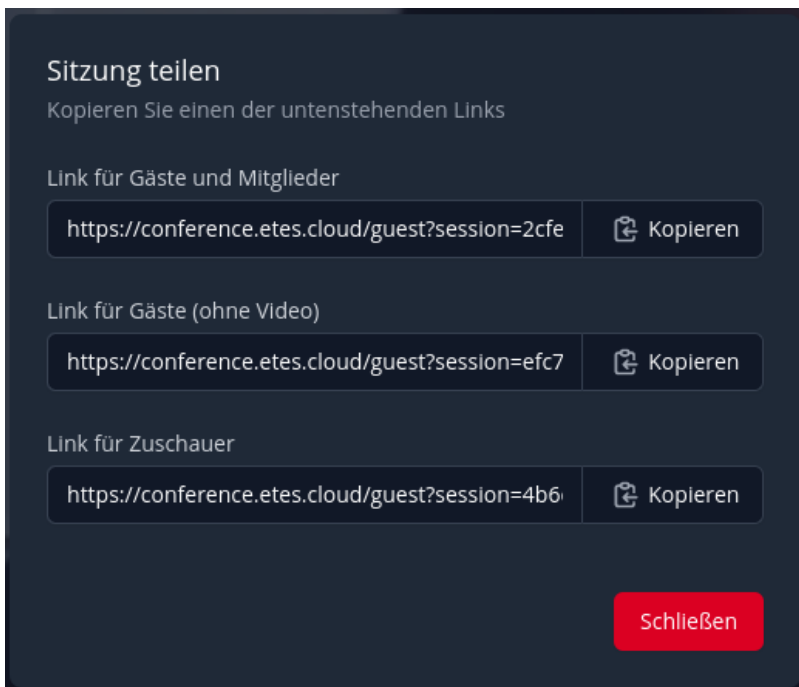 Sitzung teilen
Kopieren Sie einen der untenstehenden Links
Link für Gäste und Mitglieder
https://conference.etes.cloud/guest?session=2cfe
Kopieren
Link für Gäste (ohne Video)
https://conference.etes.cloud/guest?session=efc7
Kopieren
Link für Zuschauer
https://conference.etes.cloud/guest?session=4b6
Kopieren
Schließen